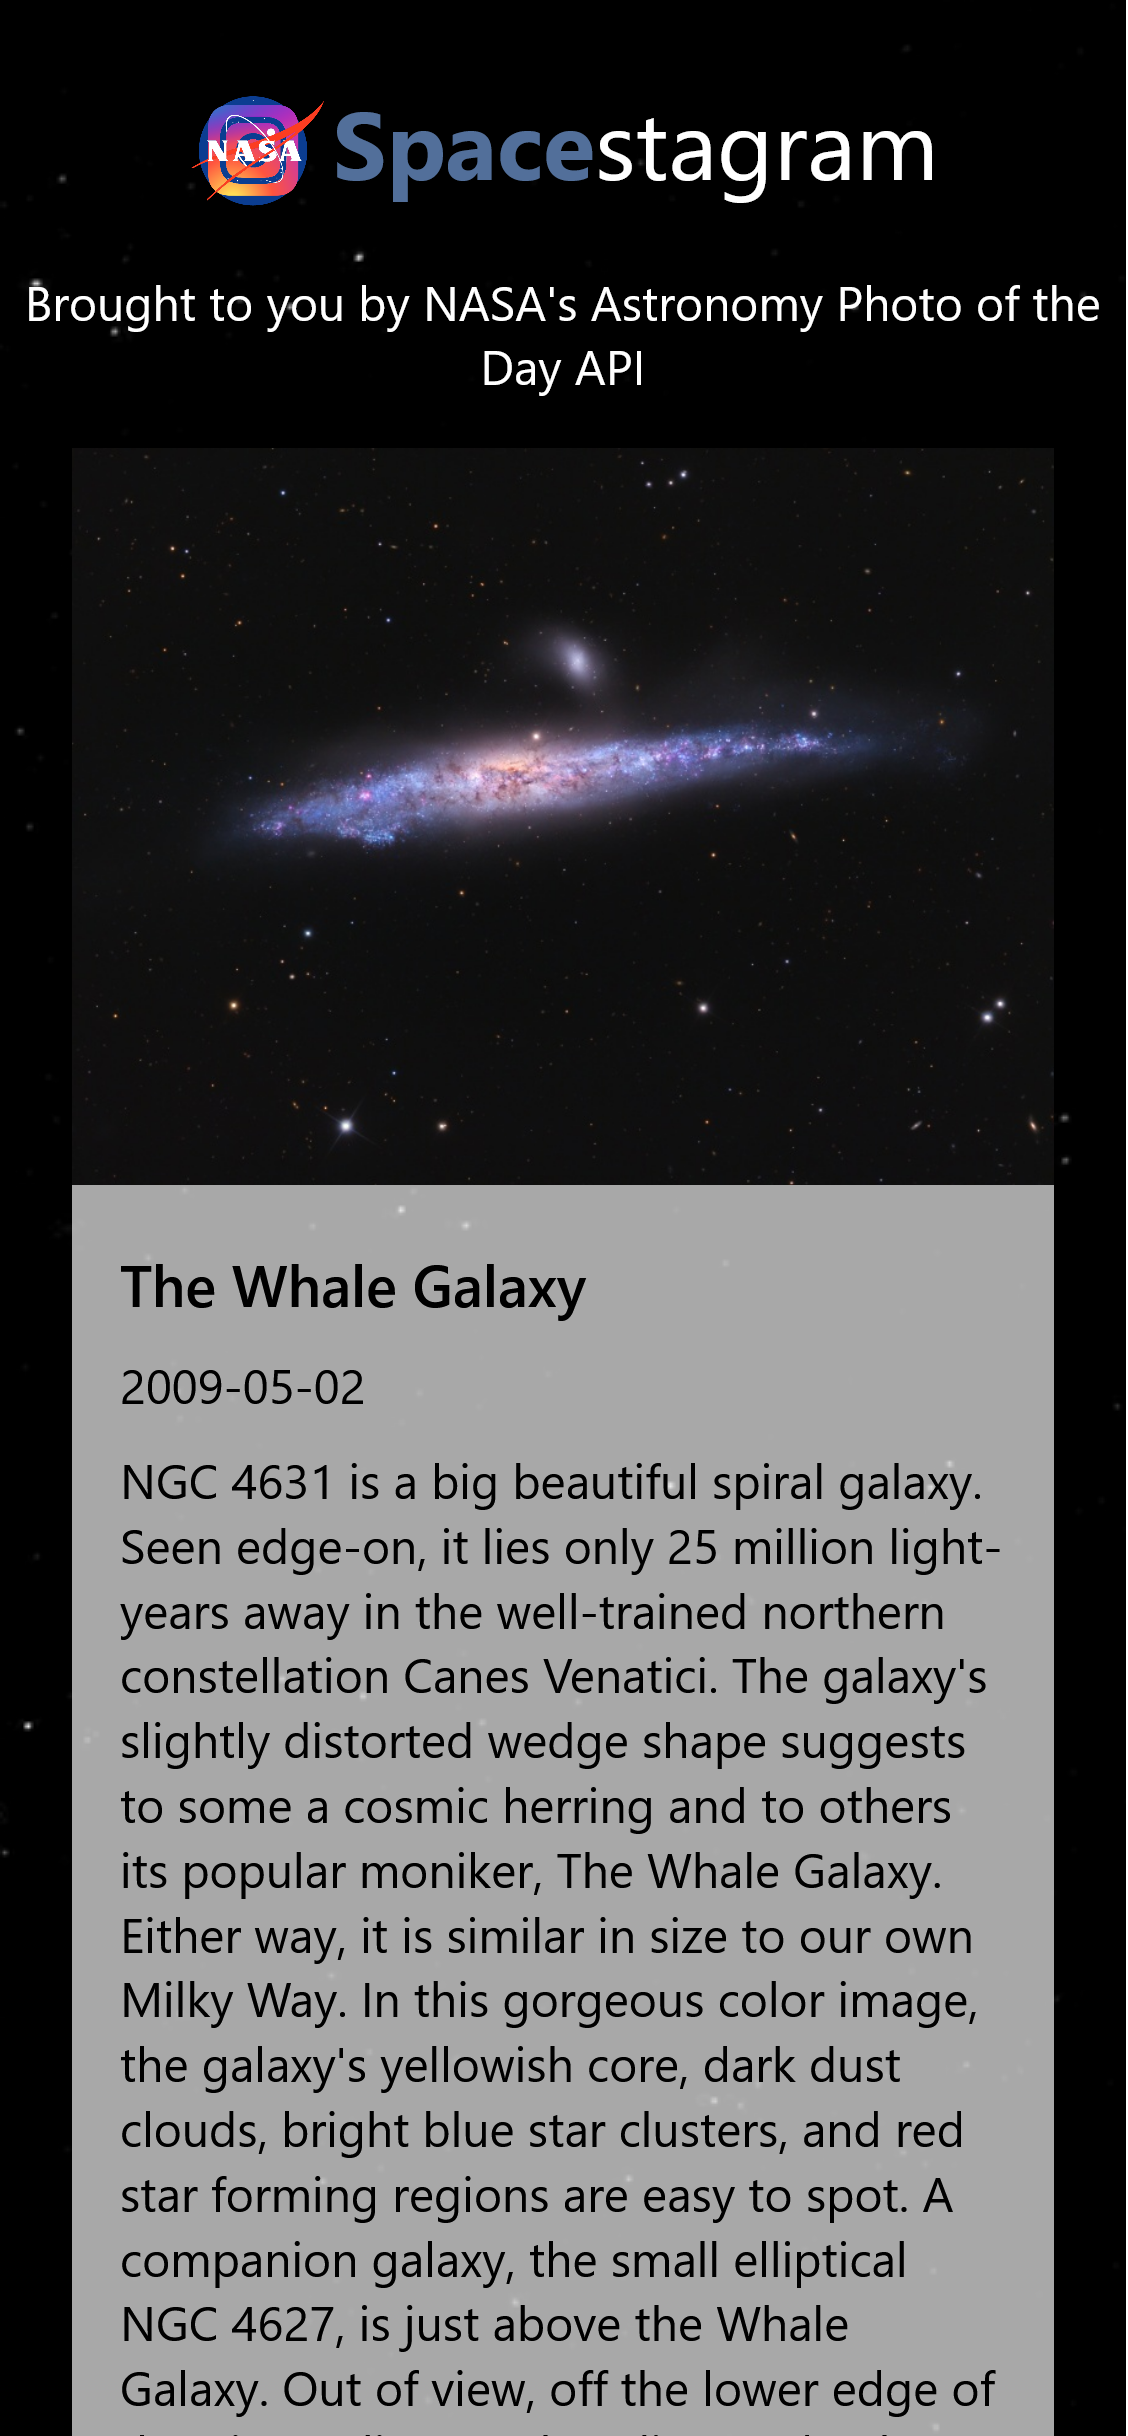 NASA
Spacestagram
Brought to you by NASA's Astronomy Photo of the
Day API
The Whale Galaxy
2009-05-02
NGC 4631 is a big beautiful spiral galaxy.
Seen edge-on, it lies only 25 million light-
years away in the well-trained northern
constellation Canes Venatici. The galaxy's
slightly distorted wedge shape suggests
to some a cosmic herring and to others
its popular moniker, The Whale Galaxy.
Either way, it is similar in size to our own
Milky Way. In this gorgeous color image,
the galaxy's yellowish core, dark dust
clouds, bright blue star clusters, and red
star forming regions are easy to spot. A
companion galaxy, the small elliptical
NGC 4627, is just above the Whale
Galaxy. Out of view, off the lower edge of